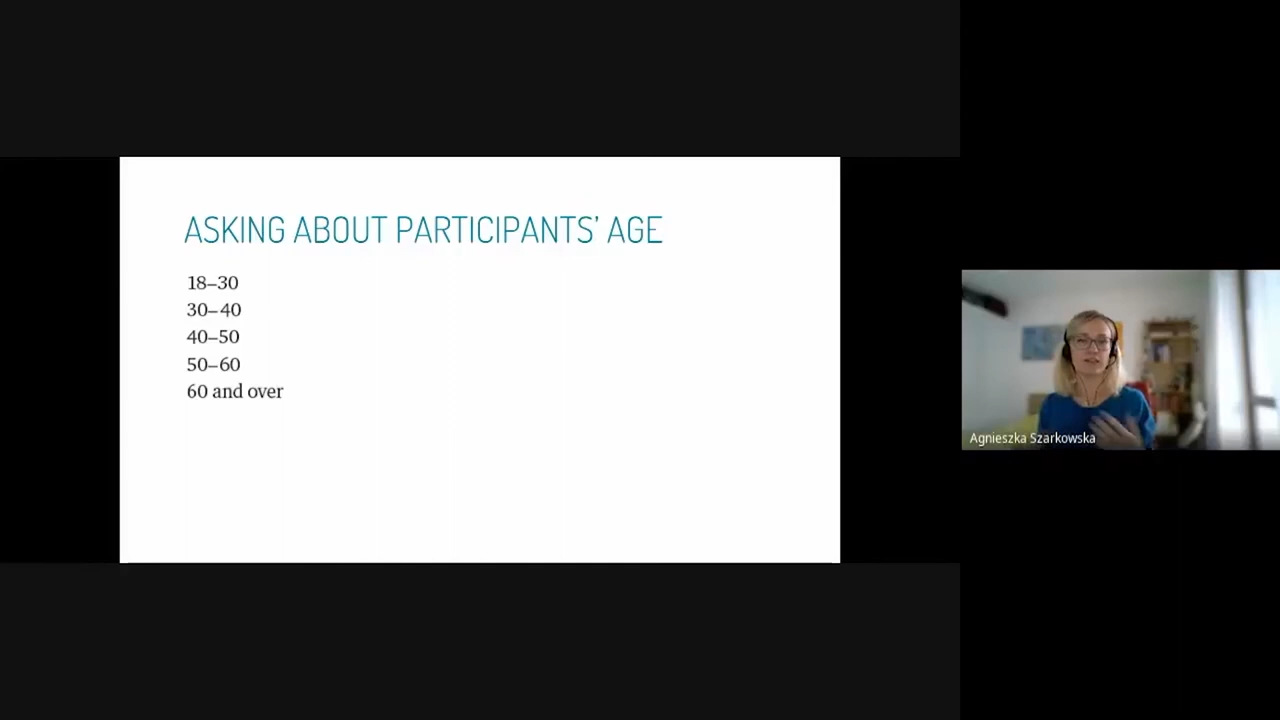 ASKING ABOUT PARTICIPANTS’ AGE
18–30
30–40
40–50
50–60
60 and over
Agnieszka Szarkowska